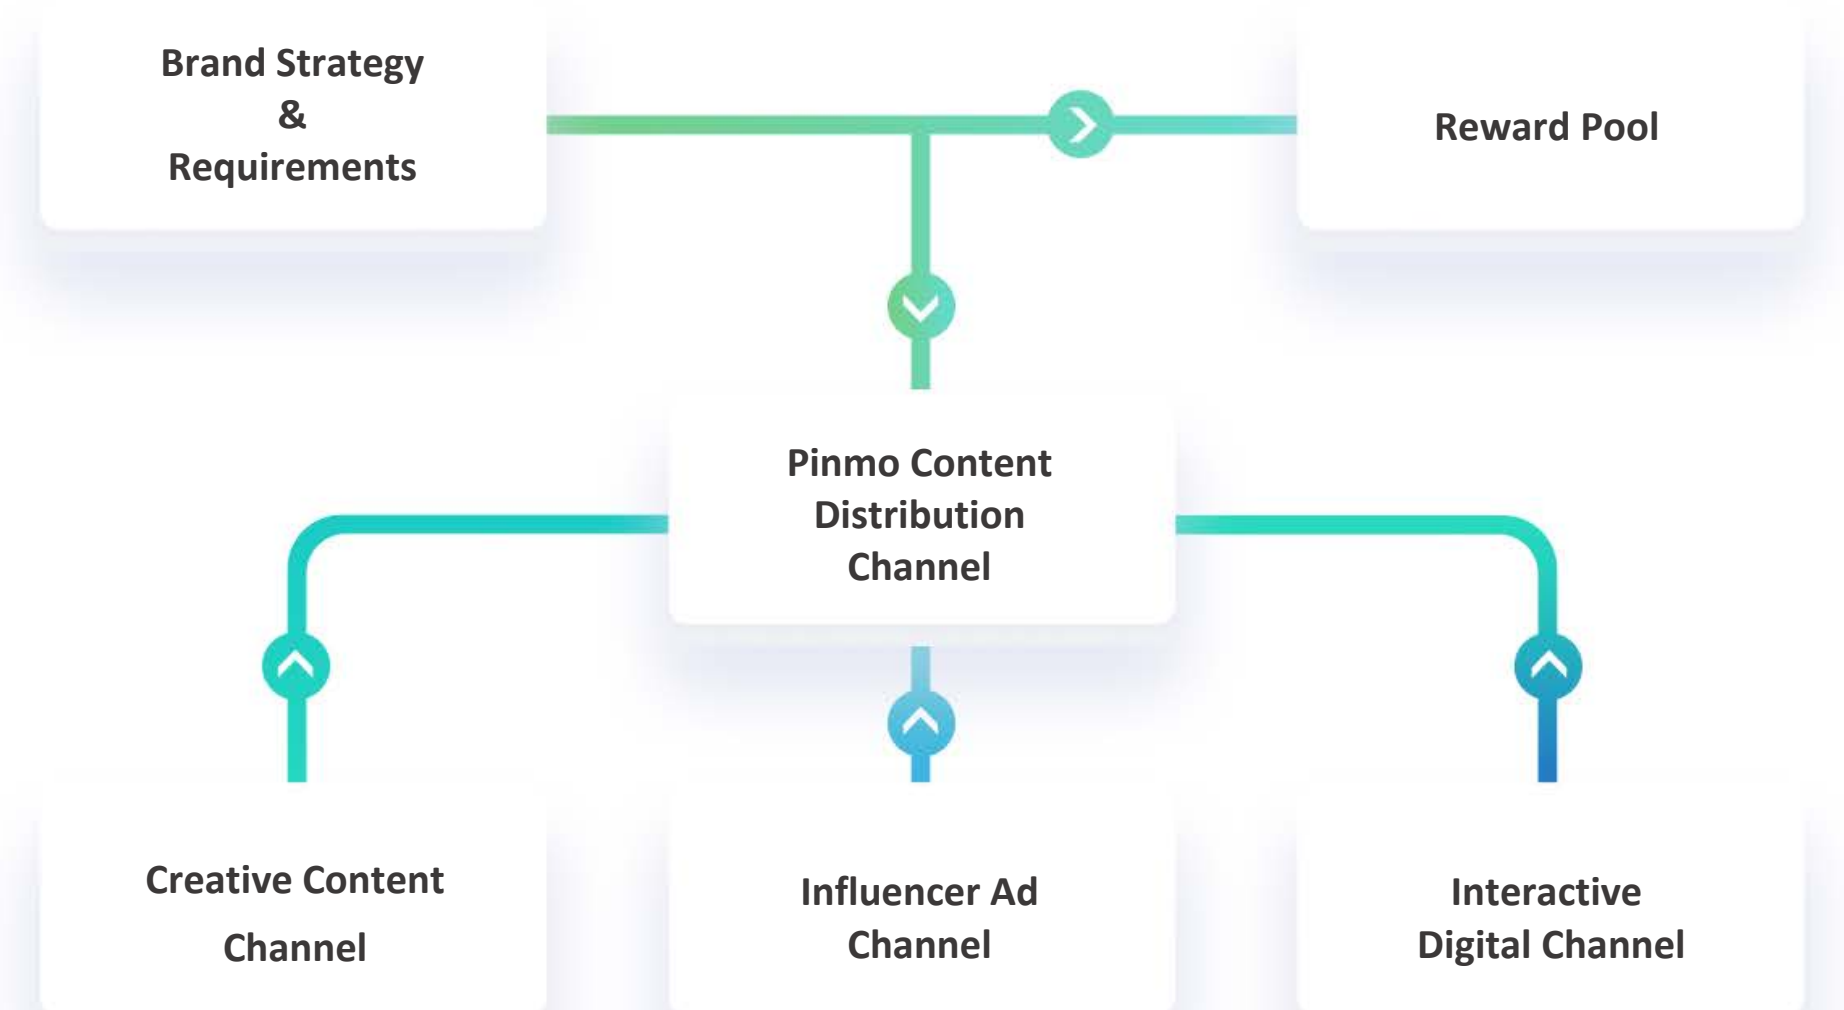 Brand Strategy
&
Requirements
Reward Pool
Pinmo Content
Distribution
Channel
Creative Content
Channel
Influencer Ad
Channel
Interactive
Digital Channel